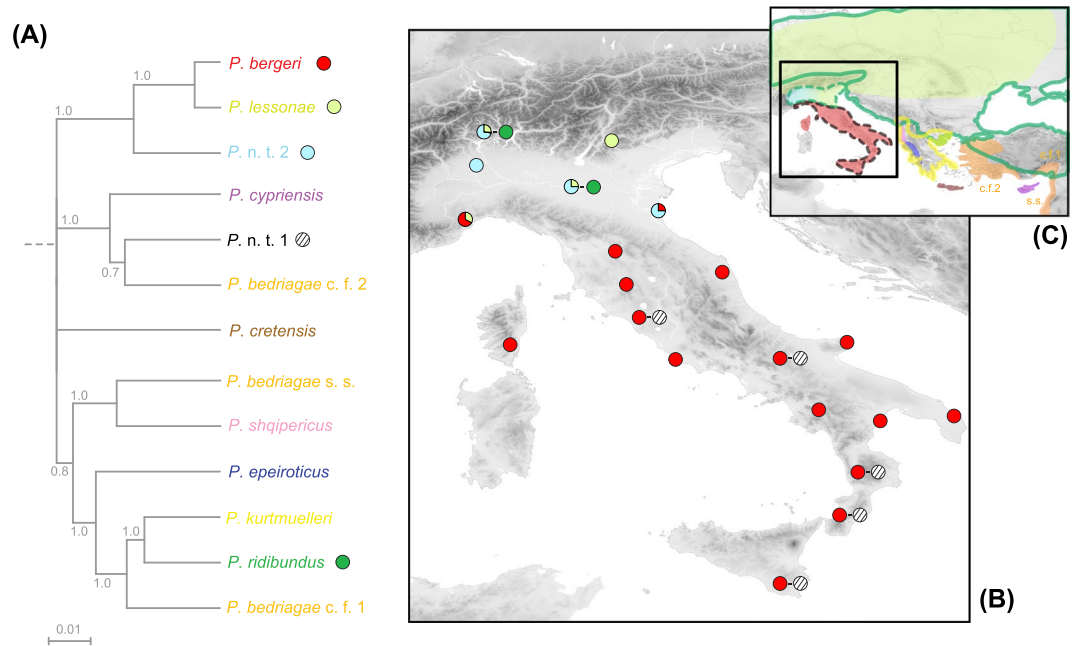 (A)
1.0
P. bergeri
P. lessonae
1.0
P. n. t. 2
P. cypriensis
1.0
P. n. t. 1
0.7
P. bedriagae c. f. 2
P. cretensis
P. bedriagae s. s.
1.0
P. shqipericus
0.8
P. epeiroticus
P. kurtmuelleri
1.0
1.0
P. ridibundus
1.0
P. bedriagae c. f. 1
0.01
(B)
c.f.2
s.s.
(C)